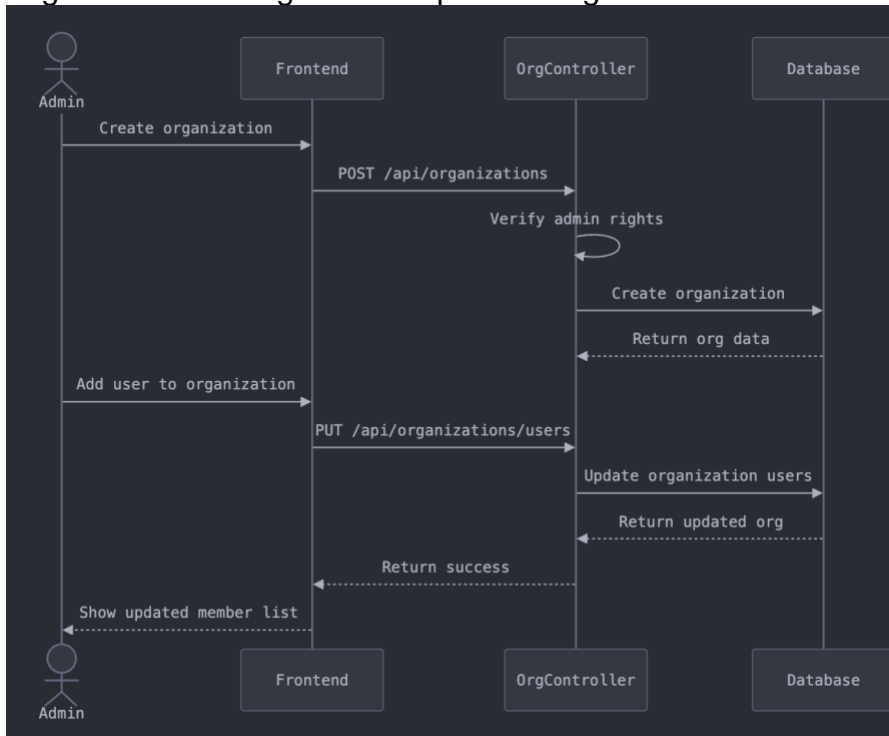 Admin
Frontend
OrgController
Database
Create organization
POST /api/organizations
Verify admin rights
Create organization
Return org data
Add user to organization
PUT /api/organizations/users
Update organization users
Return updated org
Return success
Show updated member list
Admin
Frontend
OrgController
Database